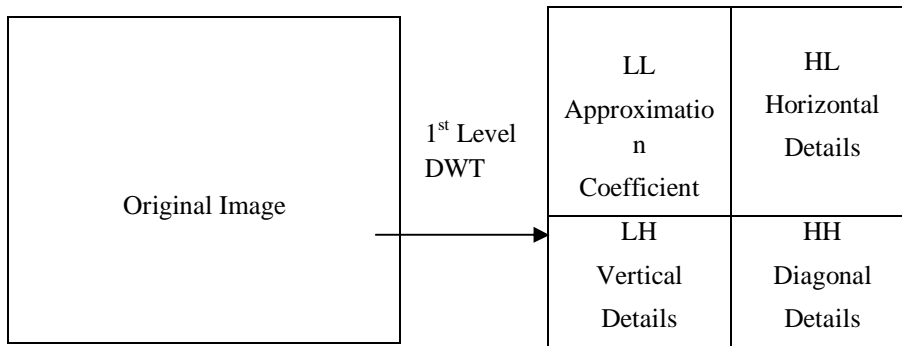 Original Image
1st Level
DWT
LL
Approximatio
n
Coefficient
HL
Horizontal
Details
LH
Vertical
Details
HH
Diagonal
Details